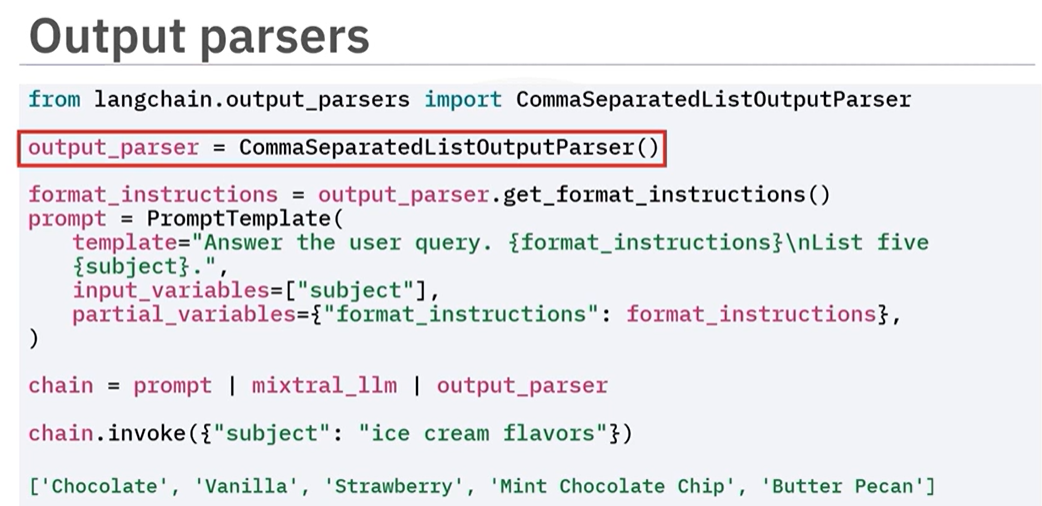 Output parsers
from langchain.output_parsers import CommaSeparatedListOutputParser
output_parser = CommaSeparatedListOutputParser()
format_instructions = output_parser.get_format_instructions()
prompt = PromptTemplate(
    template="Answer the user query. {format_instructions}\nList five
    {subject}.",
    input_variables=["subject"],
    partial_variables={"format_instructions": format_instructions},
)
chain = prompt | mixtral_llm | output_parser
chain.invoke({"subject": "ice cream flavors"})
['Chocolate', 'Vanilla', 'Strawberry', 'Mint Chocolate Chip', 'Butter Pecan']